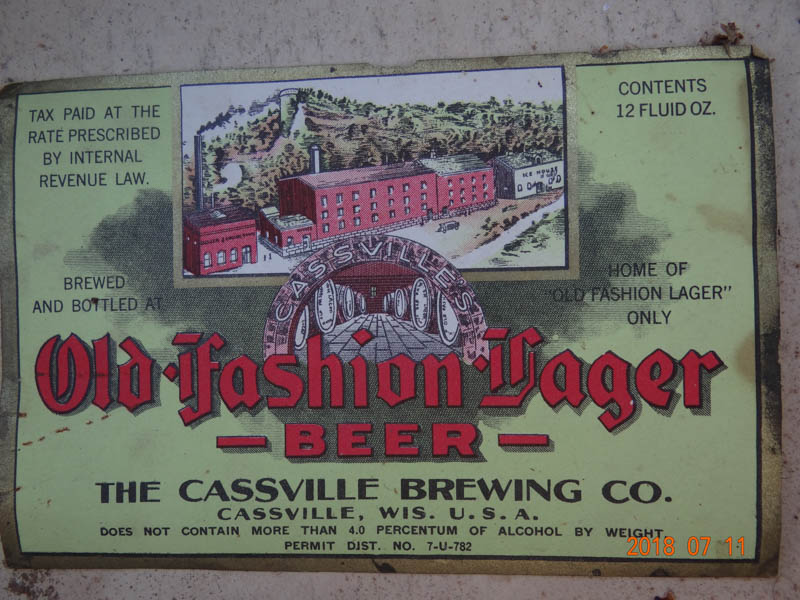 TAX PAID AT THE
RATE PRESCRIBED
BY INTERNAL
REVENUE LAW.
CONTENTS
12 FLUID OZ.
ICE HOUSE
BREWED
AND BOTTLED AT
CASSVILLE'S
HOME OF
"OLD FASHION LAGER"
ONLY
Old-Fashion-Lager
- BEER -
THE CASSVILLE BREWING CO.
CASSVILLE, WIS. U. S. A.
DOES NOT CONTAIN MORE THAN 4.0 PERCENTUM OF ALCOHOL BY WEIGHT
PERMIT DIST. NO. 7-U-782
2018 07 11